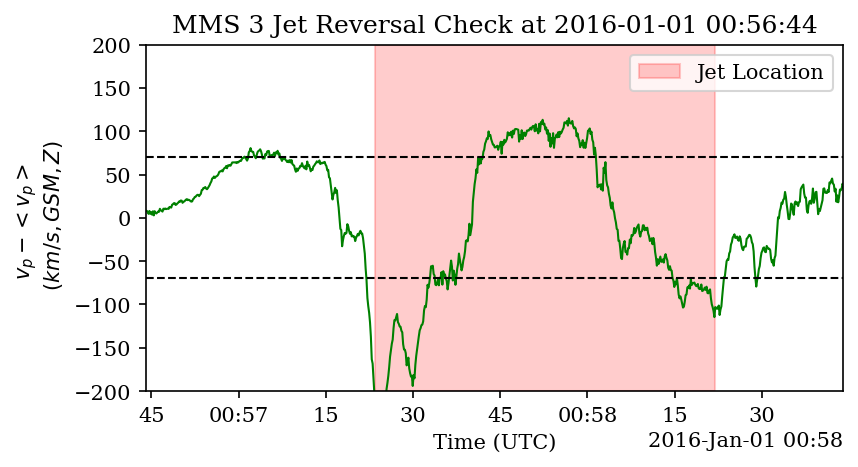 MMS 3 Jet Reversal Check at 2016-01-01 00:56:44
Jet Location
200
150
100
50
0
−50
−100
−150
−200
v_p − < v_p >
(km/s, GSM, Z)
45 00:57 15 30 45 00:58 15 30
Time (UTC)
2016-Jan-01 00:58